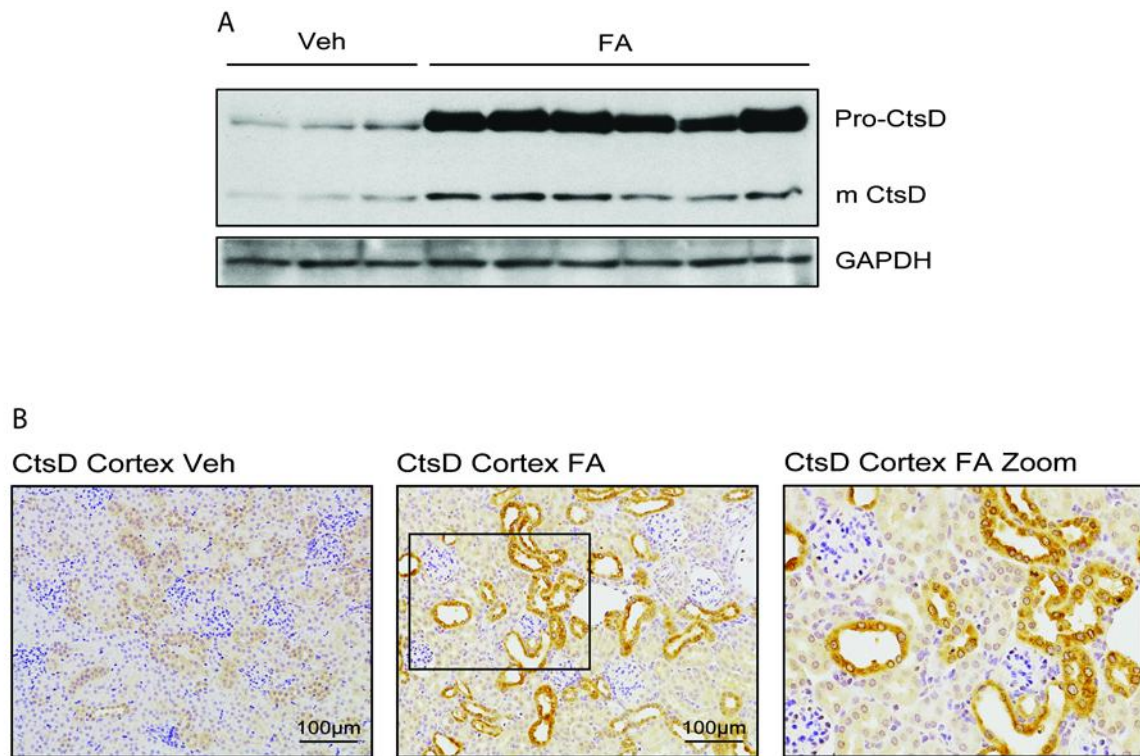 A
Veh FA
Pro-CtsD
m CtsD
GAPDH
B
CtsD Cortex Veh
CtsD Cortex FA
CtsD Cortex FA Zoom
100µm
100µm